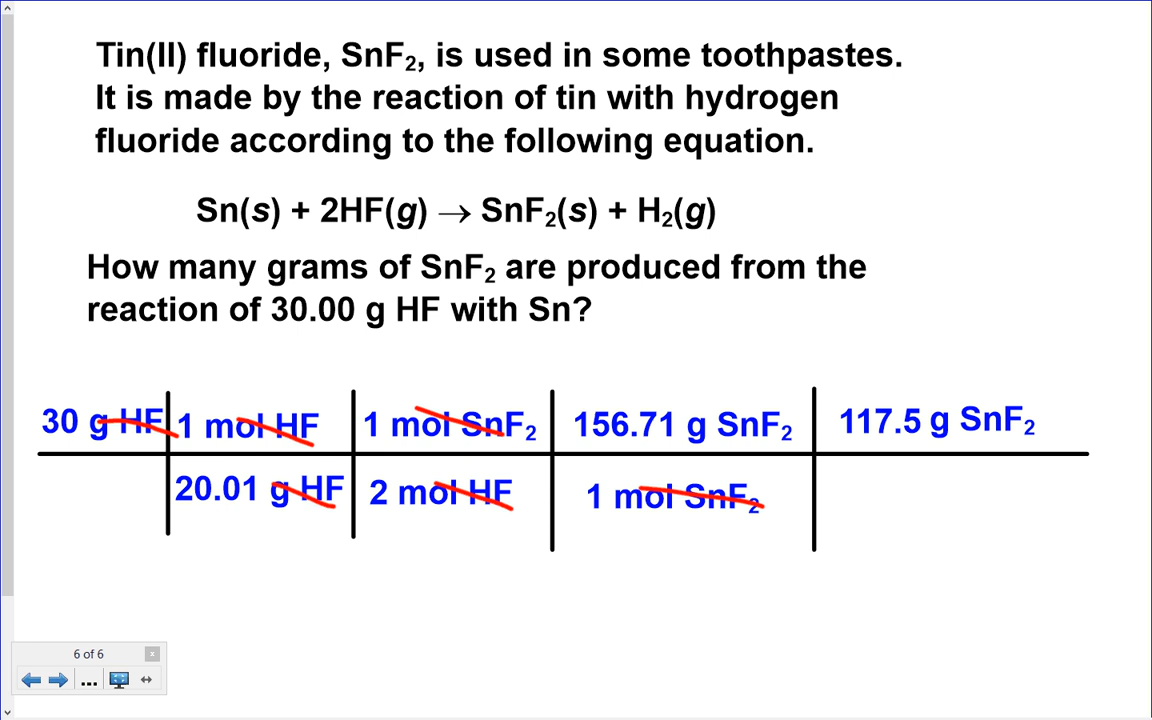 Tin(II) fluoride, SnF₂, is used in some toothpastes.
It is made by the reaction of tin with hydrogen
fluoride according to the following equation.
Sn(s) + 2HF(g) → SnF₂(s) + H₂(g)
How many grams of SnF₂ are produced from the
reaction of 30.00 g HF with Sn?
30 g HF 1 mol HF 1 mol SnF₂ 156.71 g SnF₂ 117.5 g SnF₂
20.01 g HF 2 mol HF 1 mol SnF₂
6 of 6
...